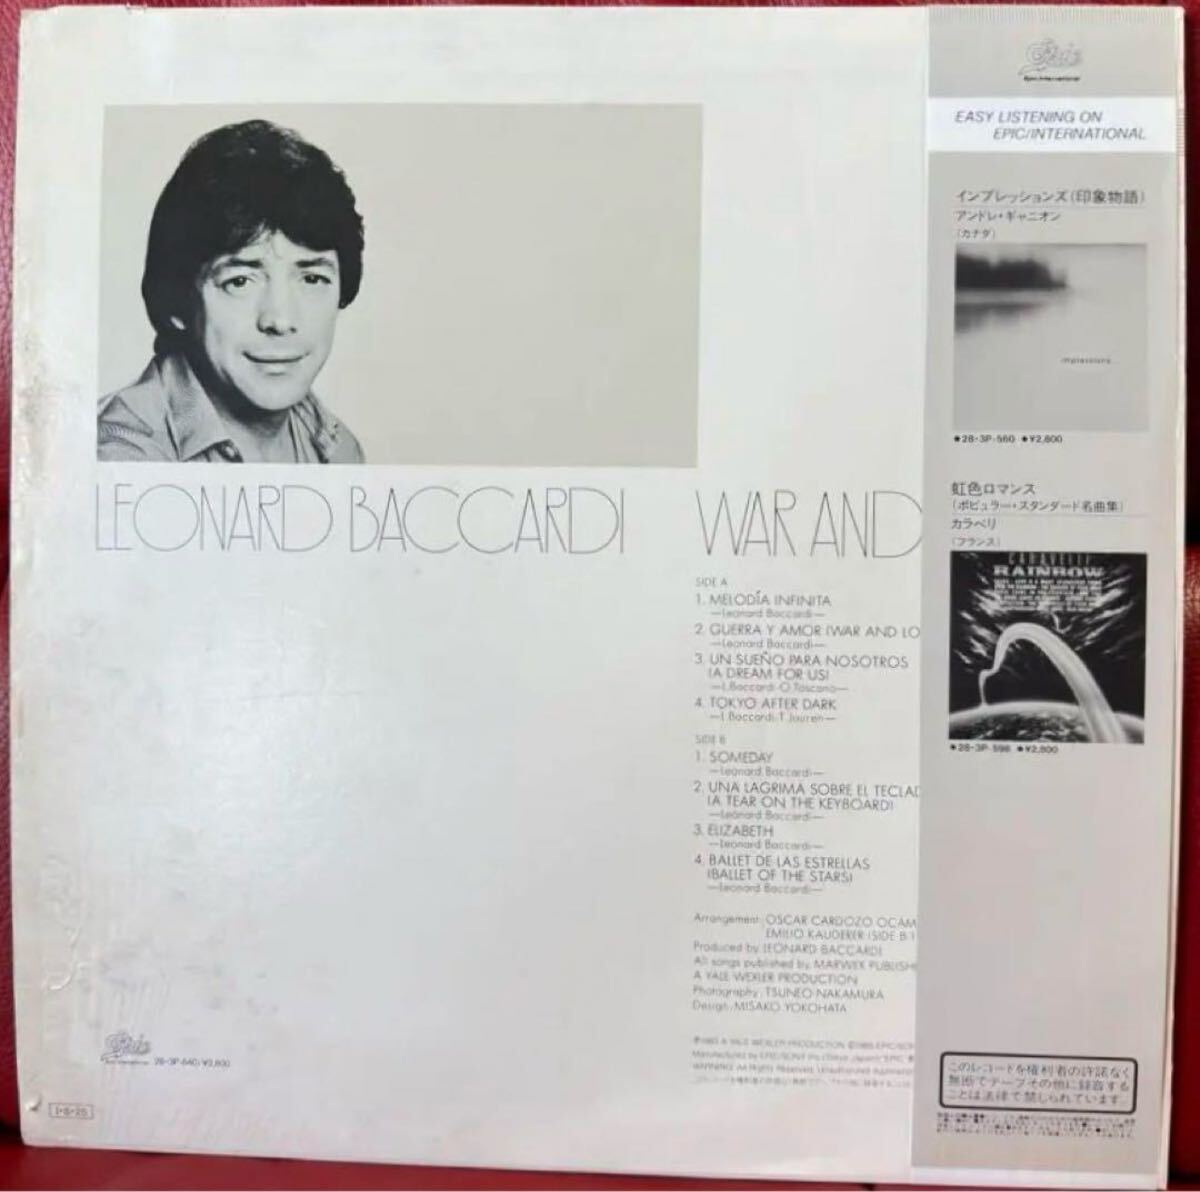 LEONARD BACCARDI
WAR AND
SIDE A
1. MELODÍA INFINITA
—Leonard Baccardi—
2. GUERRA Y AMOR (WAR AND LO
—Leonard Baccardi—
3. UN SUEÑO PARA NOSOTROS
(A DREAM FOR US)
—L.Baccardi·O.Toscano—
4. TOKYO AFTER DARK
—L.Baccardi·T.Jouren—
SIDE B
1. SOMEDAY
—Leonard Baccardi—
2. UNA LAGRIMA SOBRE EL TECLAD
(A TEAR ON THE KEYBOARD)
—Leonard Baccardi—
3. ELIZABETH
—Leonard Baccardi—
4. BALLET DE LAS ESTRELLAS
(BALLET OF THE STARS)
—Leonard Baccardi—
Arrangement: OSCAR CARDOZO OCAM
EMILIO KAUDERER (SIDE B:1
Produced by LEONARD BACCARDI
All songs published by MARWEX PUBLISH
A YALE WEXLER PRODUCTION
Photography: TSUNEO NAKAMURA
Design: MISAKO YOKOHATA
Epic
Epic International
28·3P-640/¥2,800
Epic
Epic International
EASY LISTENING ON
EPIC/INTERNATIONAL
インプレッションズ(印象物語)
アンドレ・ギャニオン
(カナダ)
impressions...
★28・3P-560 ★¥2,800
虹色ロマンス
(ポピュラー・スタンダード名曲集)
カラベリ
(フランス)
CARAVELLI
RAINBOW
★28・3P-596 ★¥2,800
このレコードを権利者の許諾なく
無断でテープその他に録音する
ことは法律で禁じられています。